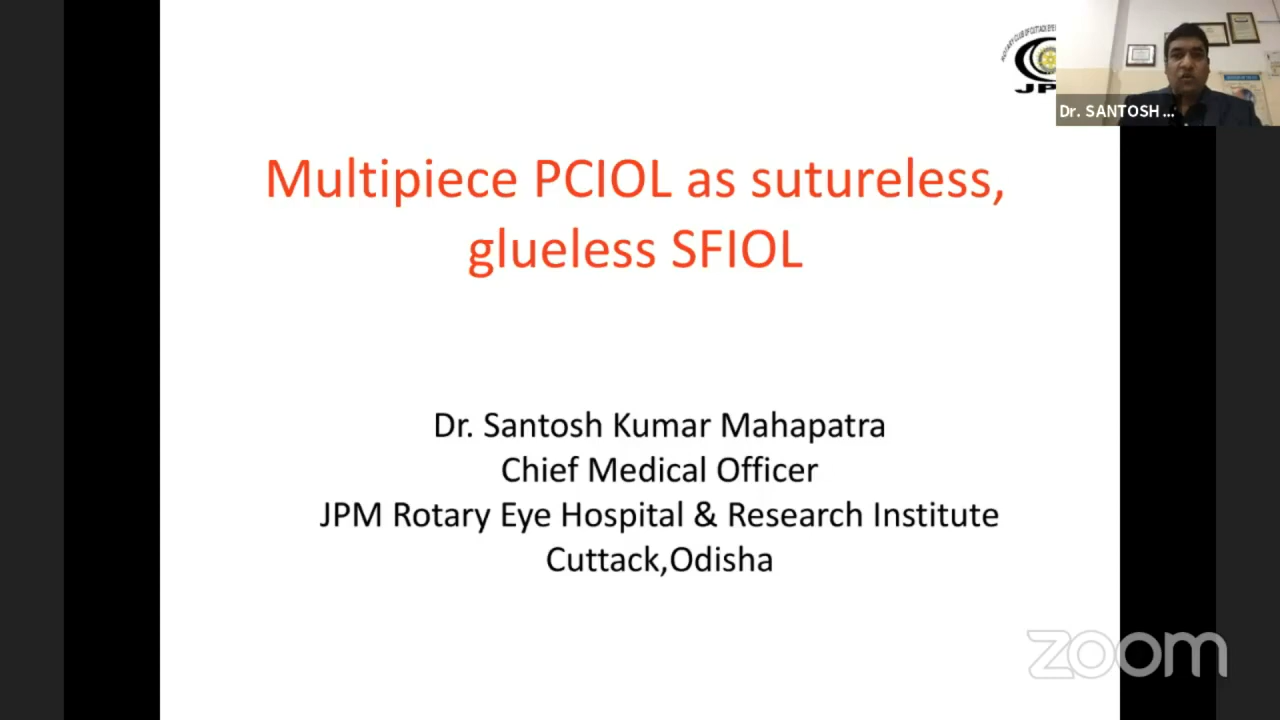 Multipiece PCIOL as sutureless,
glueless SFIOL
Dr. Santosh Kumar Mahapatra
Chief Medical Officer
JPM Rotary Eye Hospital & Research Institute
Cuttack,Odisha
JP
Dr. SANTOSH ...
zoom